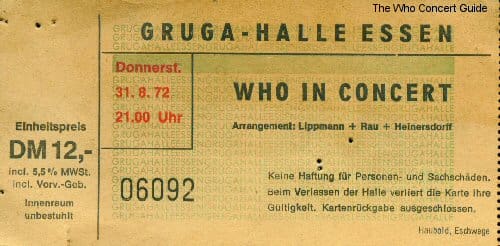 The Who Concert Guide
GRUGA-HALLE ESSEN
Donnerst.
31.8.72
21.00 Uhr
WHO IN CONCERT
Arrangement: Lippmann + Rau + Heinersdorff
Einheitspreis
DM 12,-
incl. 5,5% MWSt.
incl. Vorv.-Geb.
Innenraum
unbestuhlt
06092
Keine Haftung für Personen- und Sachschäden.
Beim Verlassen der Halle verliert die Karte ihre
Gültigkeit. Kartenrückgabe ausgeschlossen.
Haubold, Eschwege